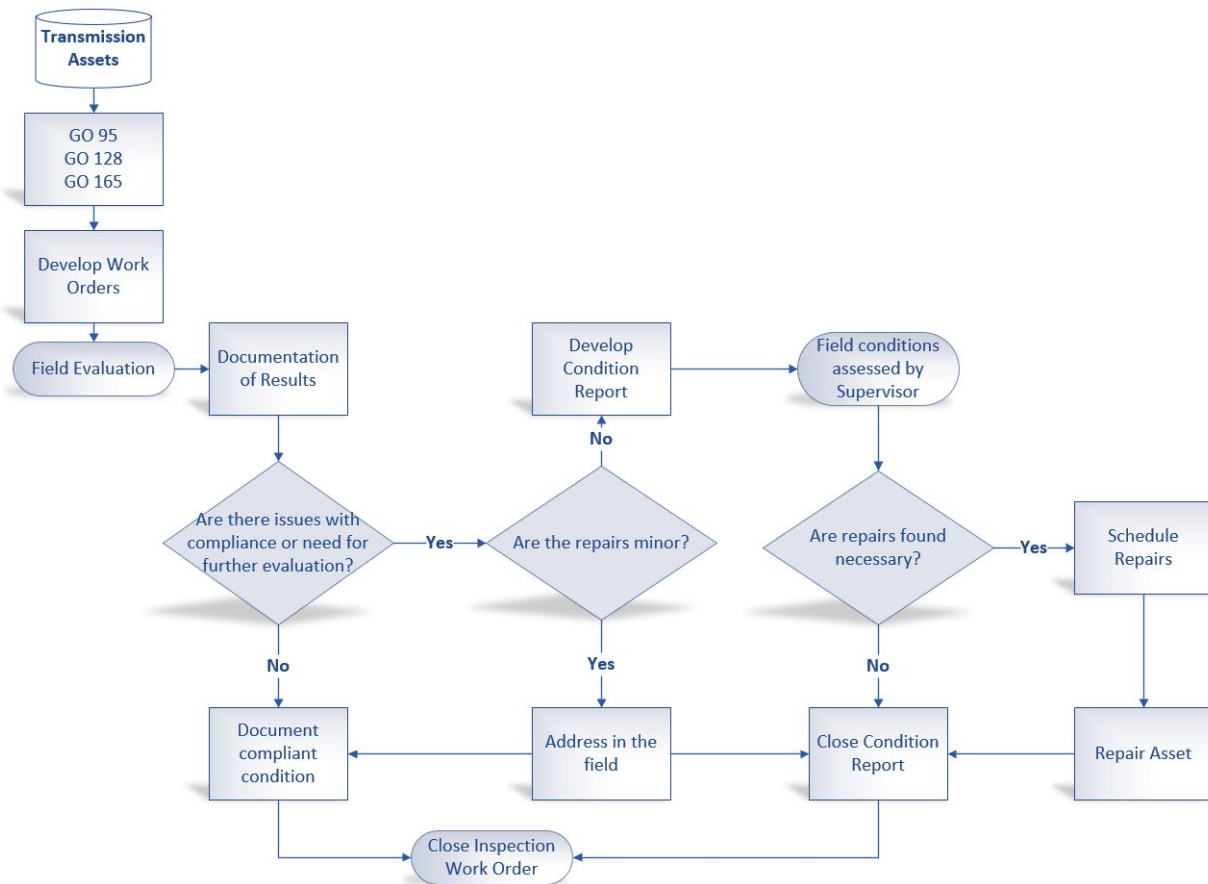 Transmission
Assets
GO 95
GO 128
GO 165
Develop Work
Orders
Field Evaluation
Documentation
of Results
Develop
Condition
Report
Field conditions
assessed by
Supervisor
No
Are there issues with
compliance or need for
further evaluation?
Yes
Are the repairs minor?
Are repairs found
necessary?
Yes
Schedule
Repairs
No
Yes
No
Document
compliant
condition
Address in the
field
Close Condition
Report
Repair Asset
Close Inspection
Work Order